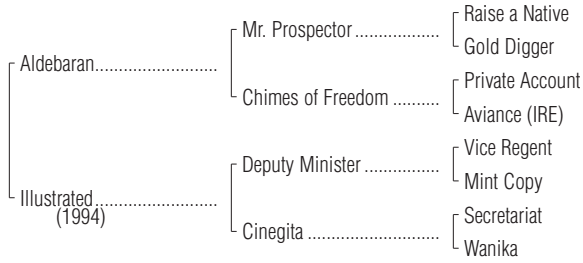 Raise a Native
Mr. Prospector ..................
Gold Digger
Aldebaran..........................
Private Account
Chimes of Freedom ..........
Aviance (IRE)
Vice Regent
Deputy Minister ................
Mint Copy
Illustrated..........................
(1994)
Secretariat
Cinegita ............................
Wanika